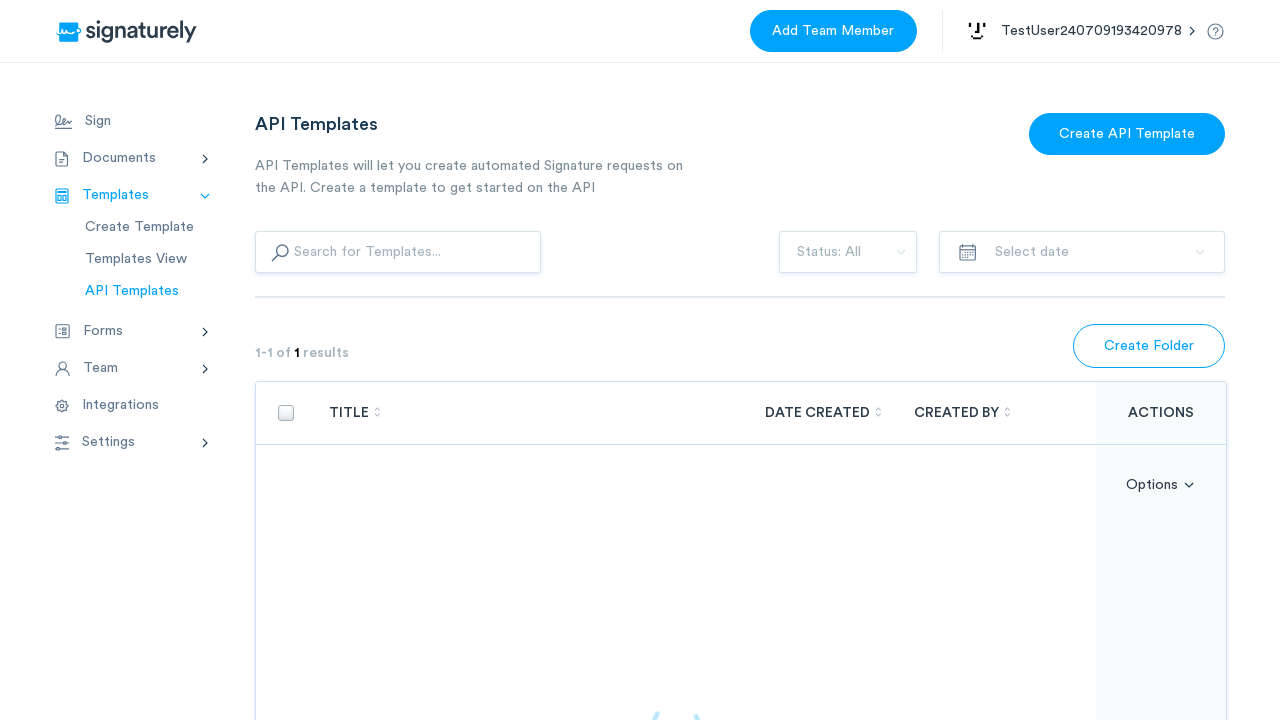 signaturely
Add Team Member
TestUser240709193420978
Sign
Documents
Templates
Create Template
Templates View
API Templates
Forms
Team
Integrations
Settings
API Templates
Create API Template
API Templates will let you create automated Signature requests on
the API. Create a template to get started on the API
Search for Templates...
Status: All
Select date
1-1 of 1 results
Create Folder
TITLE
DATE CREATED
CREATED BY
ACTIONS
Options